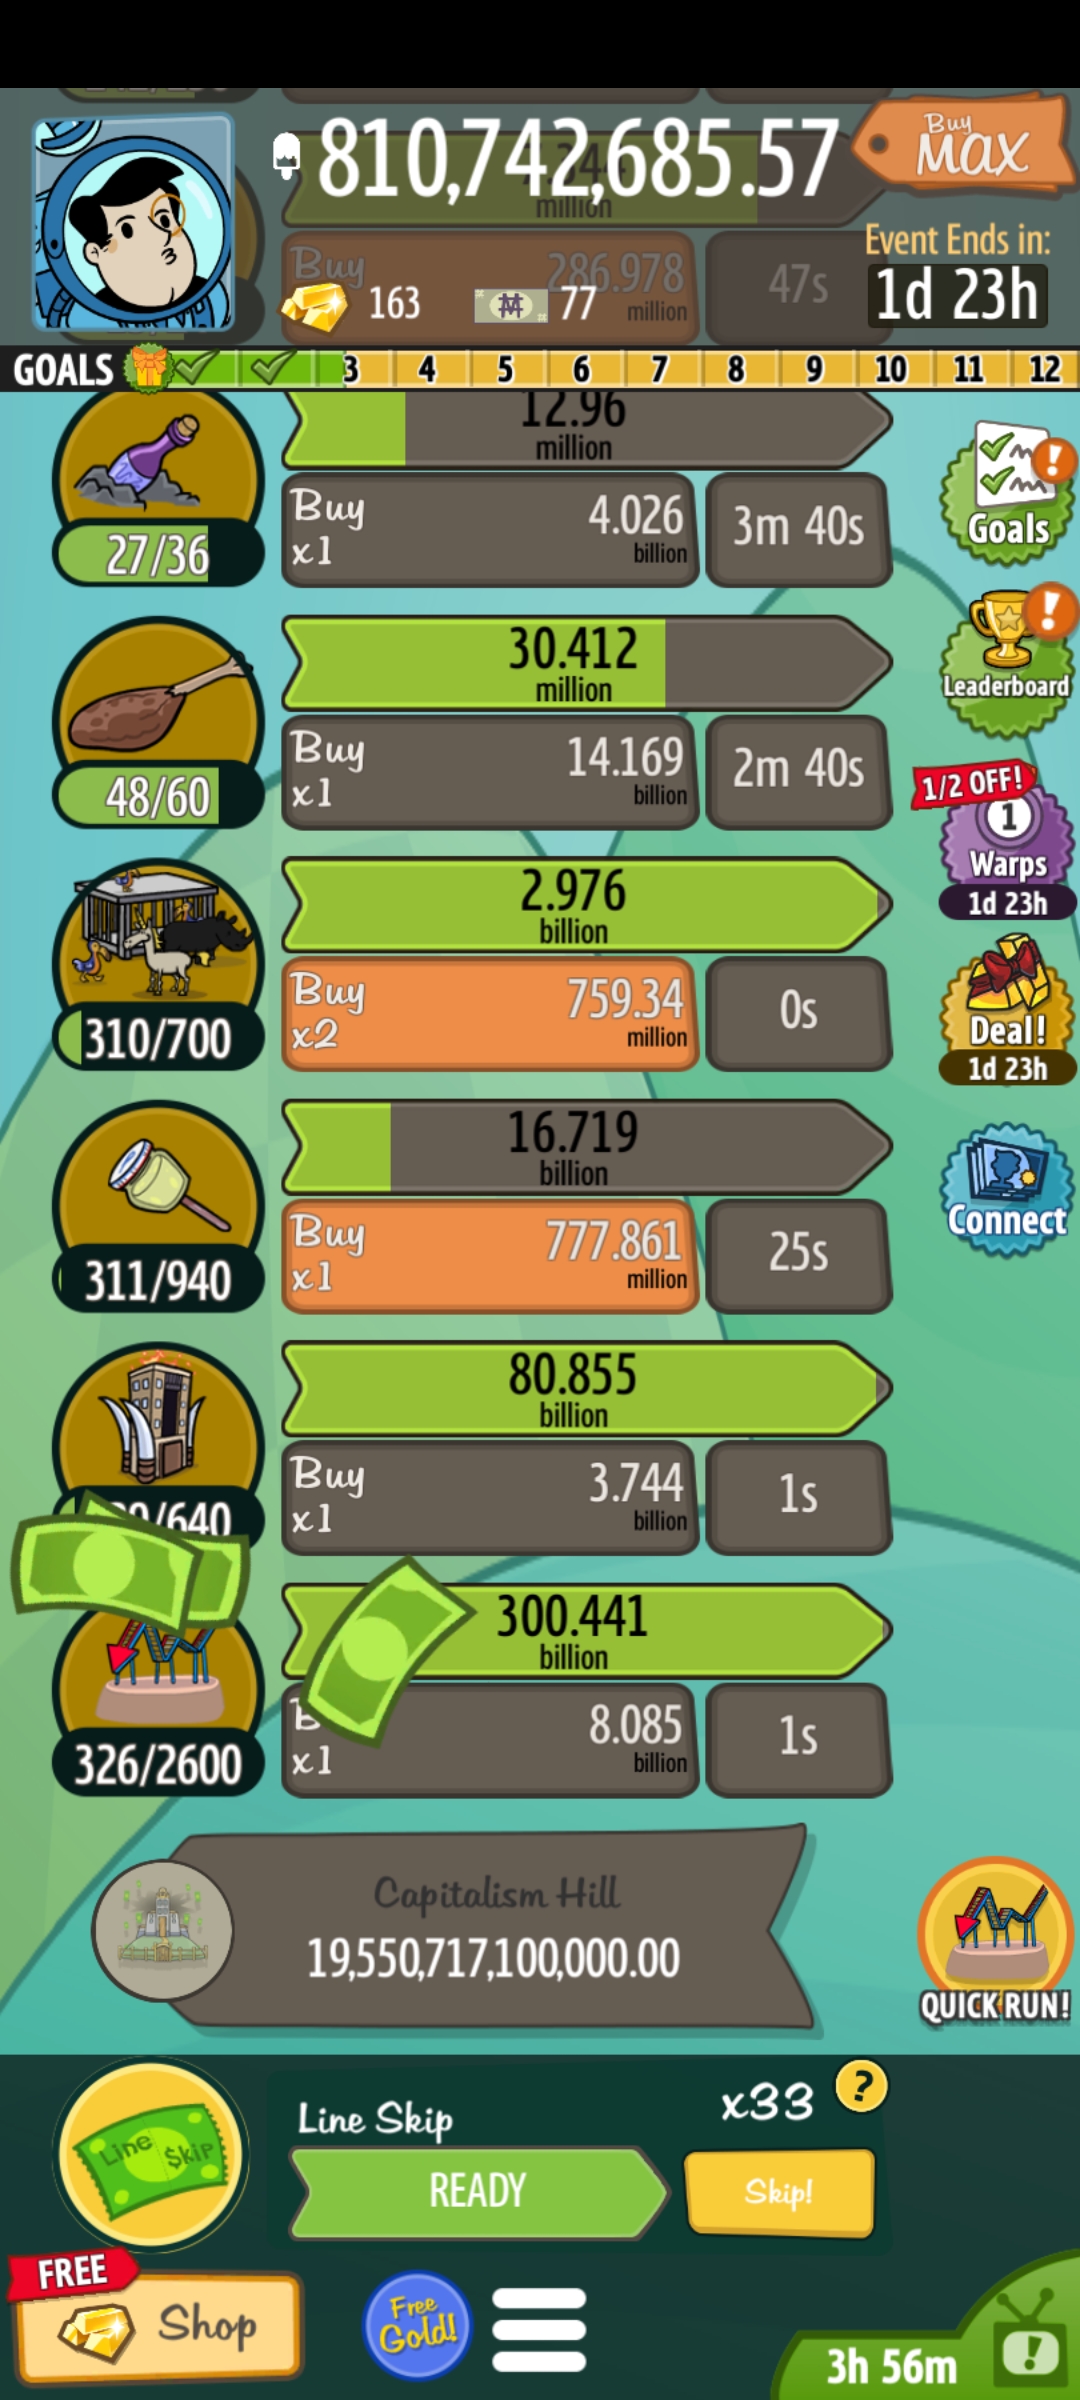 810,742,685.57
Buy
MAX
million
Buy
286.978
million
47s
163
77
Event Ends in:
1d 23h
GOALS
3
4
5
6
7
8
9
10
11
12
12.96
million
27/36
Buy
x1
4.026
billion
3m 40s
Goals
30.412
million
48/60
Buy
x1
14.169
billion
2m 40s
Leaderboard
1/2 OFF!
1
Warps
1d 23h
2.976
billion
310/700
Buy
x2
759.34
million
0s
Deal!
1d 23h
16.719
billion
311/940
Buy
x1
777.861
million
25s
Connect
80.855
billion
/640
Buy
x1
3.744
billion
1s
300.441
billion
326/2600
x1
8.085
billion
1s
Capitalism Hill
19,550,717,100,000.00
QUICK RUN!
Line Skip
Line Skip
x33
?
READY
Skip!
FREE
Shop
Free
Gold!
3h 56m